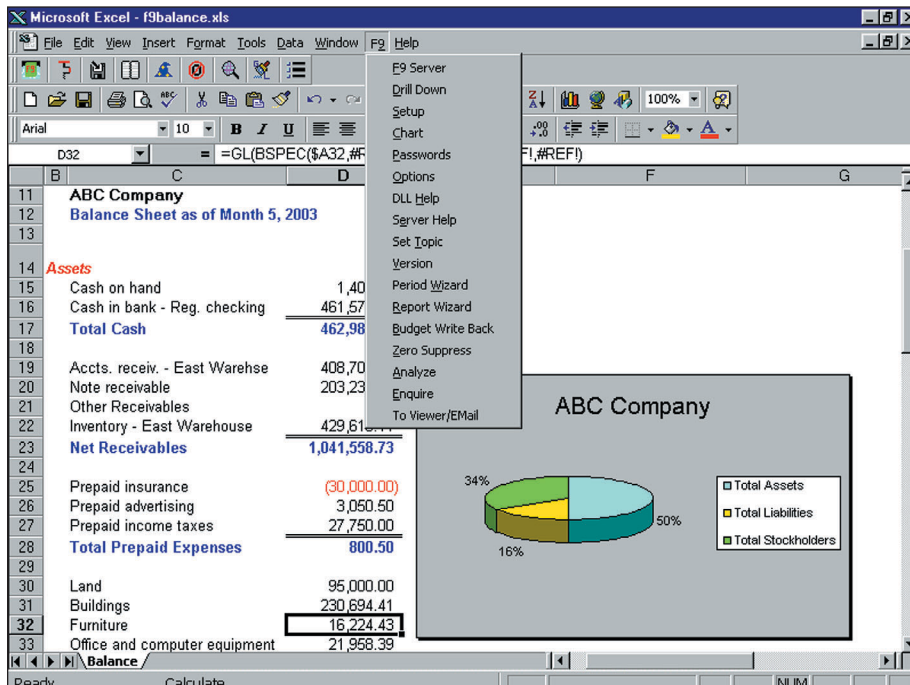 Microsoft Excel - f9balance.xls
File Edit View Insert Format Tools Data Window F9 Help
100%
Arial 10 B I U
D32 = =GL(BSPEC($A32,#R F!,#REF!)
F9 Server
Drill Down
Setup
Chart
Passwords
Options
DLL Help
Server Help
Set Topic
Version
Period Wizard
Report Wizard
Budget Write Back
Zero Suppress
Analyze
Enquire
To Viewer/EMail
B C D F G
11 ABC Company
12 Balance Sheet as of Month 5, 2003
13
14 Assets
15 Cash on hand 1,40
16 Cash in bank - Reg. checking 461,57
17 Total Cash 462,98
18
19 Accts. receiv. - East Warehse 408,70
20 Note receivable 203,23
21 Other Receivables
22 Inventory - East Warehouse
23 Net Receivables 1,041,558.73
24
25 Prepaid insurance (30,000.00)
26 Prepaid advertising 3,050.50
27 Prepaid income taxes 27,750.00
28 Total Prepaid Expenses 800.50
29
30 Land 95,000.00
31 Buildings 230,694.41
32 Furniture 16,224.43
33 Office and computer equipment 21,958.39
ABC Company
34%
50%
16%
Total Assets
Total Liabilities
Total Stockholders
Balance
Ready Calculate NUM